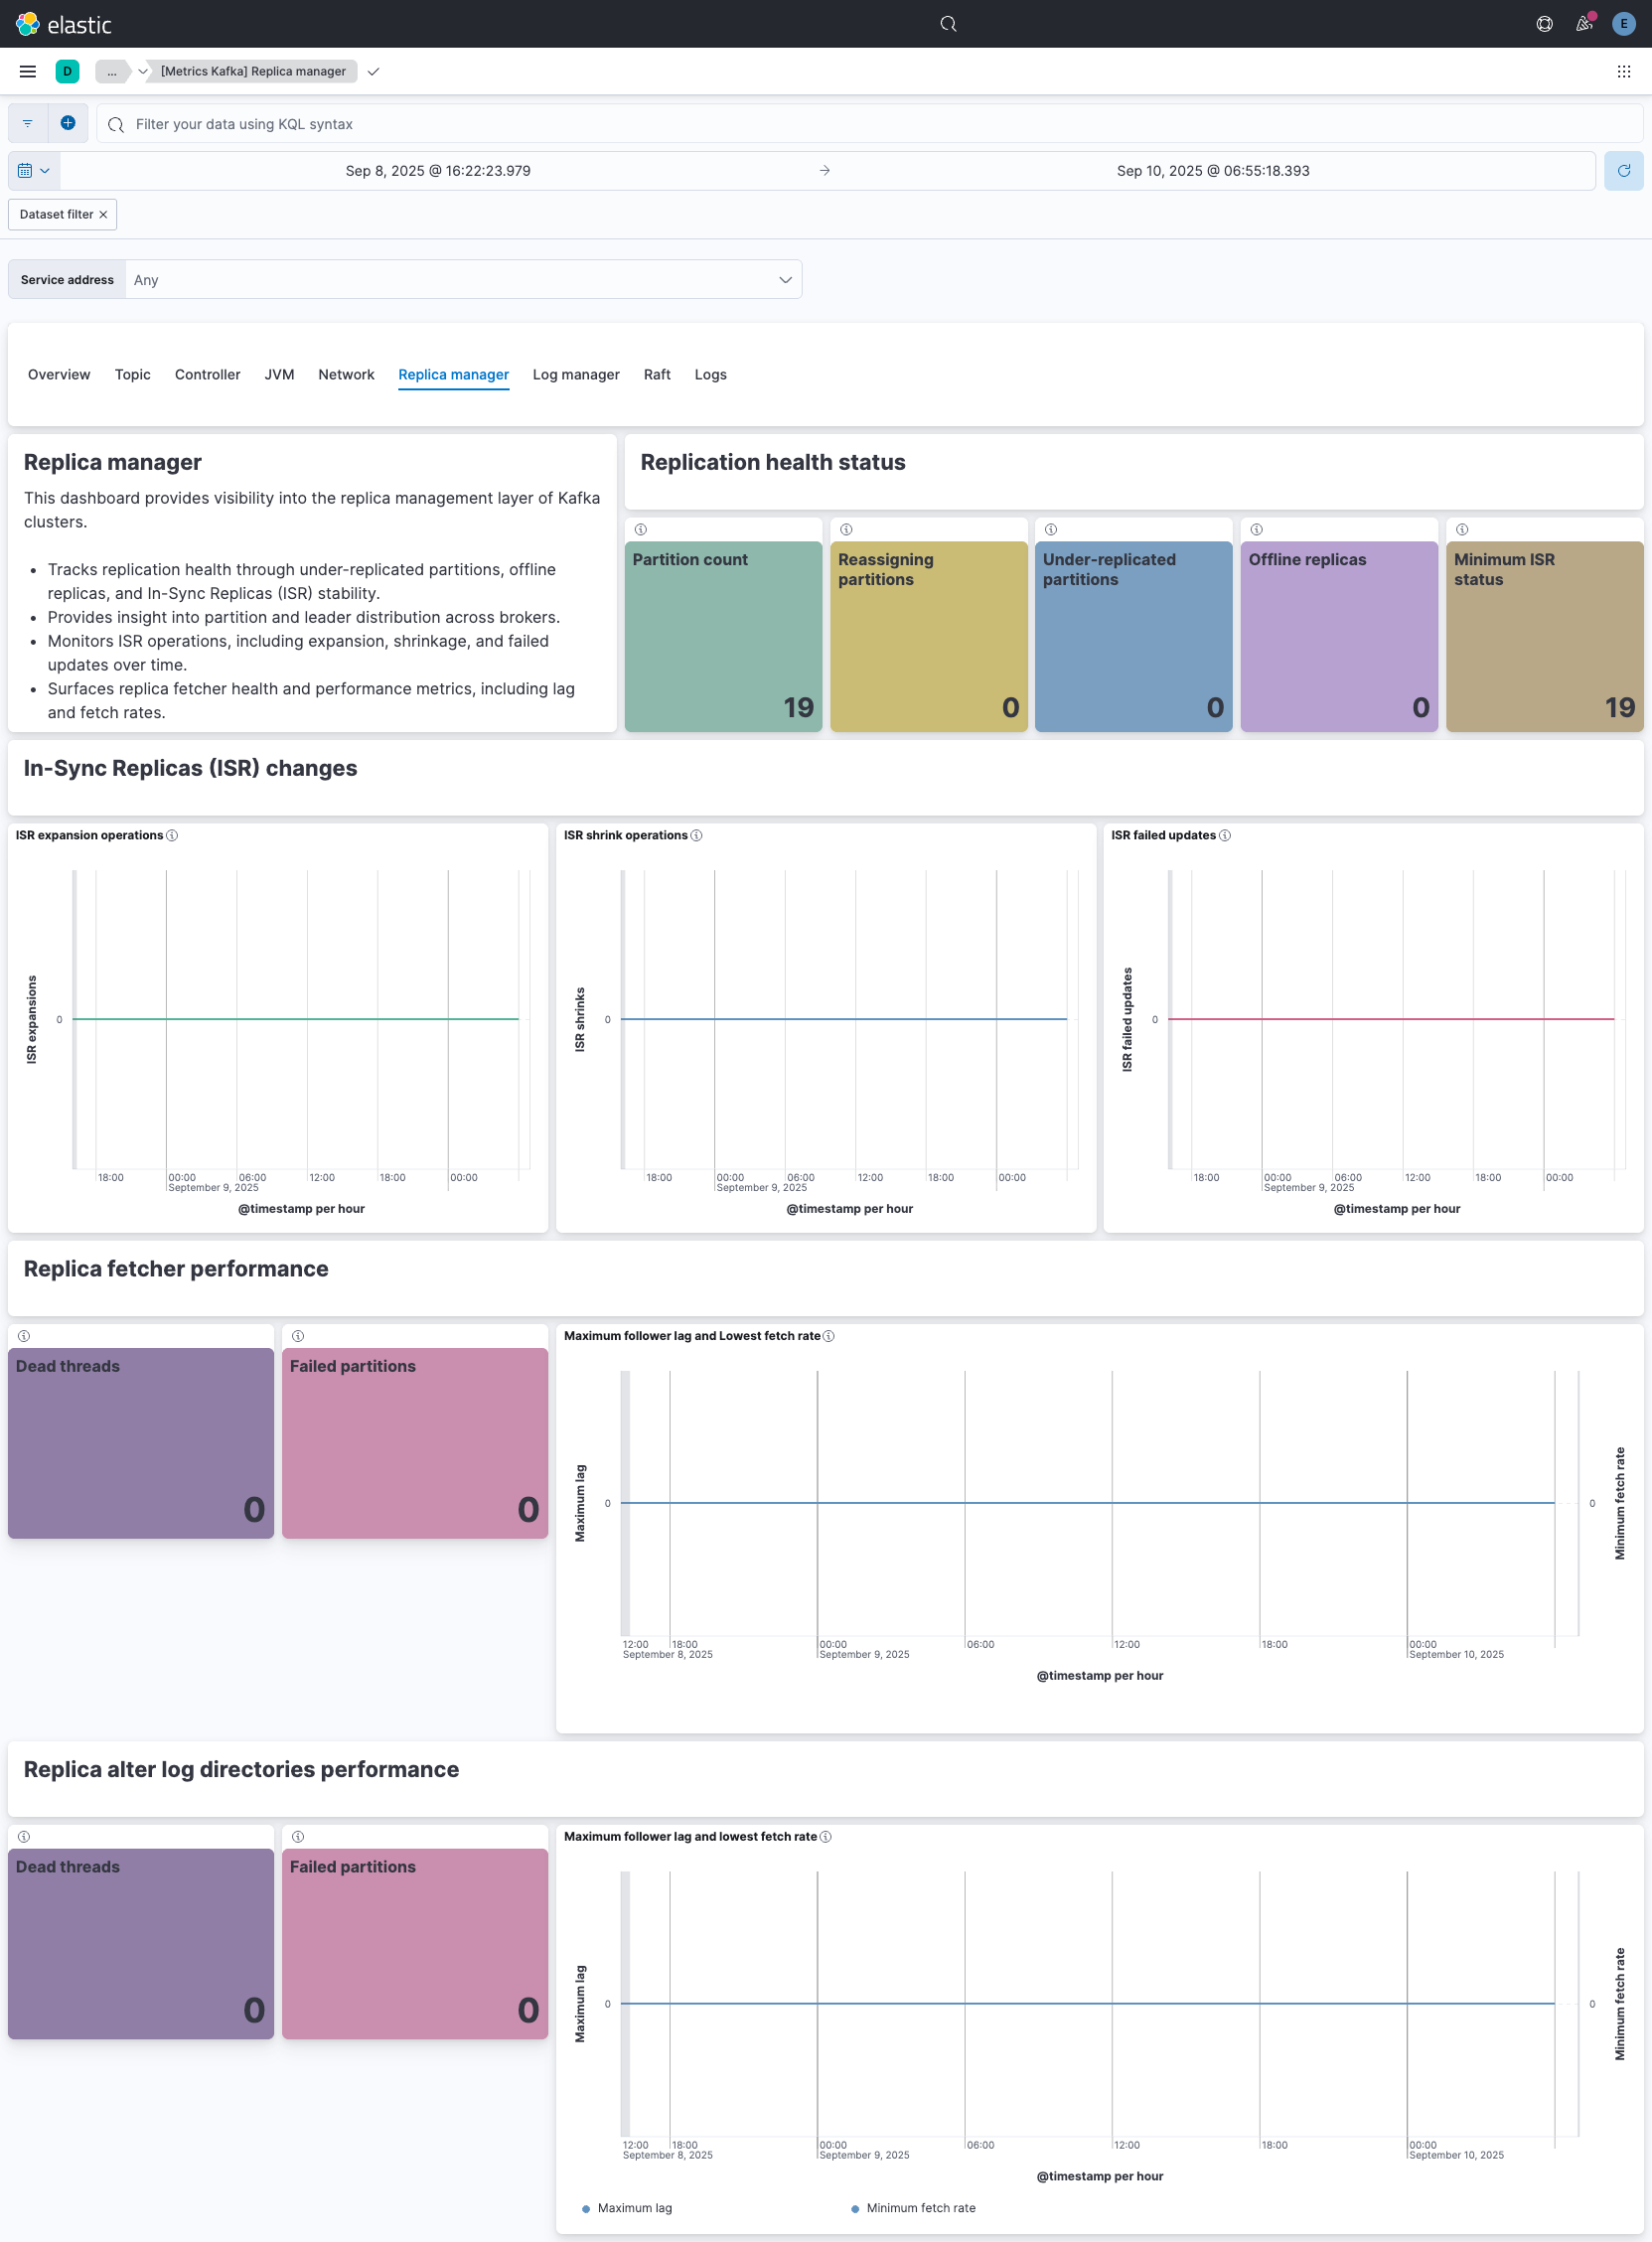 elastic
E
D
...
[Metrics Kafka] Replica manager
Filter your data using KQL syntax
Sep 8, 2025 @ 16:22:23.979
→
Sep 10, 2025 @ 06:55:18.393
Dataset filter ×
Service address
Any
Overview Topic Controller JVM Network Replica manager Log manager Raft Logs
Replica manager
This dashboard provides visibility into the replica management layer of Kafka
clusters.
• Tracks replication health through under-replicated partitions, offline
replicas, and In-Sync Replicas (ISR) stability.
• Provides insight into partition and leader distribution across brokers.
• Monitors ISR operations, including expansion, shrinkage, and failed
updates over time.
• Surfaces replica fetcher health and performance metrics, including lag
and fetch rates.
Replication health status
Partition count
19
Reassigning
partitions
0
Under-replicated
partitions
0
Offline replicas
0
Minimum ISR
status
19
In-Sync Replicas (ISR) changes
ISR expansion operations
ISR expansions
0
18:00 00:00 06:00 12:00 18:00 00:00
September 9, 2025
@timestamp per hour
ISR shrink operations
ISR shrinks
0
18:00 00:00 06:00 12:00 18:00 00:00
September 9, 2025
@timestamp per hour
ISR failed updates
ISR failed updates
0
18:00 00:00 06:00 12:00 18:00 00:00
September 9, 2025
@timestamp per hour
Replica fetcher performance
Dead threads
0
Failed partitions
0
Maximum follower lag and Lowest fetch rate
Maximum lag
0
0
Minimum fetch rate
12:00 18:00 00:00 06:00 12:00 18:00 00:00
September 8, 2025 September 9, 2025 September 10, 2025
@timestamp per hour
Replica alter log directories performance
Dead threads
0
Failed partitions
0
Maximum follower lag and lowest fetch rate
Maximum lag
0
0
Minimum fetch rate
12:00 18:00 00:00 06:00 12:00 18:00 00:00
September 8, 2025 September 9, 2025 September 10, 2025
@timestamp per hour
Maximum lag Minimum fetch rate